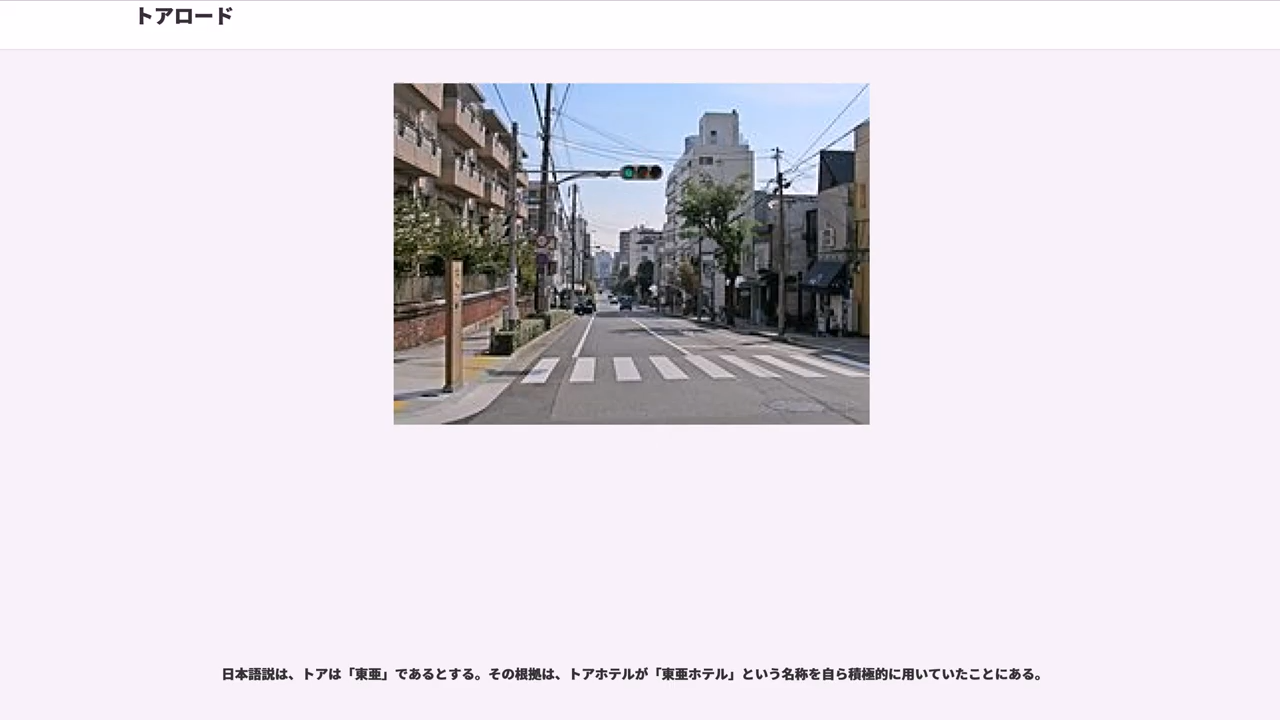 トアロード
日本語説は、トアは「東亜」であるとする。その根拠は、トアホテルが「東亜ホテル」という名称を自ら積極的に用いていたことにある。